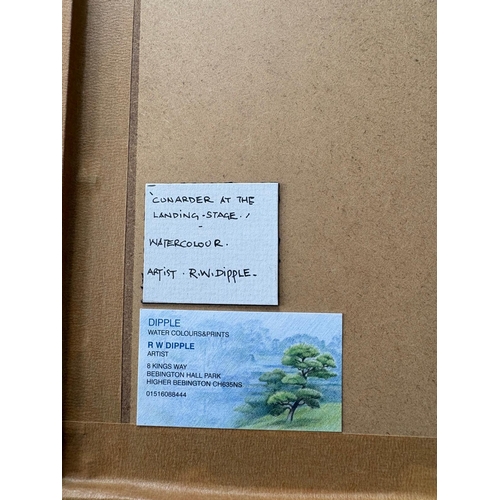 'CUNARDER AT THE
LANDING-STAGE.'
-
WATERCOLOUR.
ARTIST . R.W.DIPPLE-
DIPPLE
WATER COLOURS&PRINTS
R W DIPPLE
ARTIST
8 KINGS WAY
BEBINGTON HALL PARK
HIGHER BEBINGTON CH635NS
01516088444